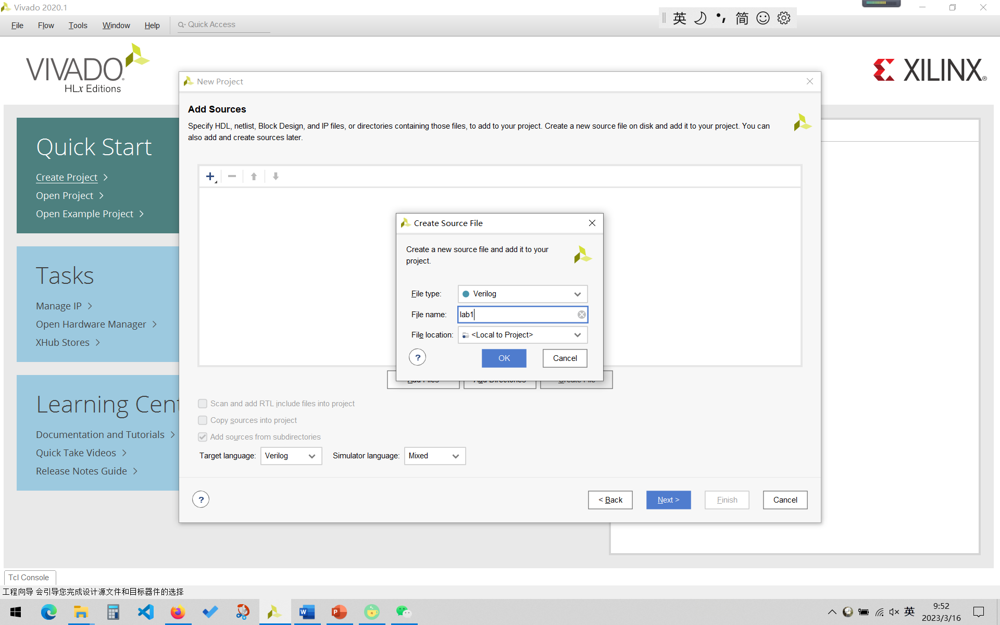 Vivado 2020.1
File Flow Tools Window Help Quick Access
英 简
VIVADO
HLx Editions
XILINX
Quick Start
Create Project
Open Project
Open Example Project
Tasks
Manage IP
Open Hardware Manager
XHub Stores
Learning Cent
Documentation and Tutorials
Quick Take Videos
Release Notes Guide
New Project
Add Sources
Specify HDL, netlist, Block Design, and IP files, or directories containing those files, to add to your project. Create a new source file on disk and add it to your project. You can
also add and create sources later.
Create Source File
Create a new source file and add it to your
project.
File type: Verilog
File name: lab1
File location: <Local to Project>
? OK Cancel
Add Files Add Directories Create File
Scan and add RTL include files into project
Copy sources into project
Add sources from subdirectories
Target language: Verilog Simulator language: Mixed
? < Back Next > Finish Cancel
Tcl Console
工程向导 会引导您完成设计源文件和目标器件的选择
英
9:52
2023/3/16